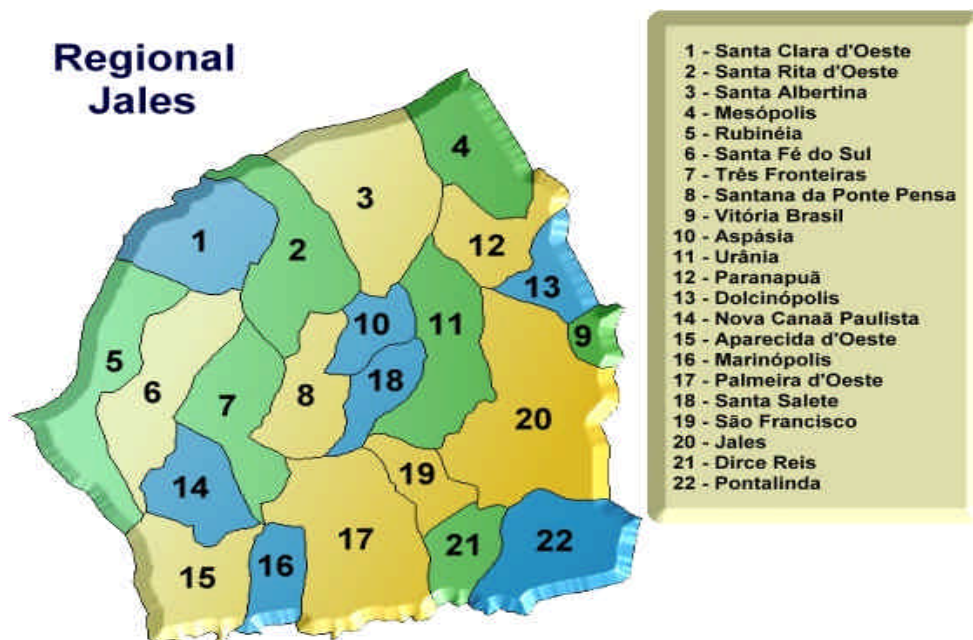 Regional
Jales
1 - Santa Clara d'Oeste
2 - Santa Rita d'Oeste
3 - Santa Albertina
4 - Mesópolis
5 - Rubinéia
6 - Santa Fé do Sul
7 - Três Fronteiras
8 - Santana da Ponte Pensa
9 - Vitória Brasil
10 - Aspásia
11 - Urânia
12 - Paranapuã
13 - Dolcinópolis
14 - Nova Canaã Paulista
15 - Aparecida d'Oeste
16 - Marinópolis
17 - Palmeira d'Oeste
18 - Santa Salete
19 - São Francisco
20 - Jales
21 - Dirce Reis
22 - Pontalinda
4
3
1
2
12
13
10
11
9
5
6
7
8
18
20
14
19
15
16
17
21
22